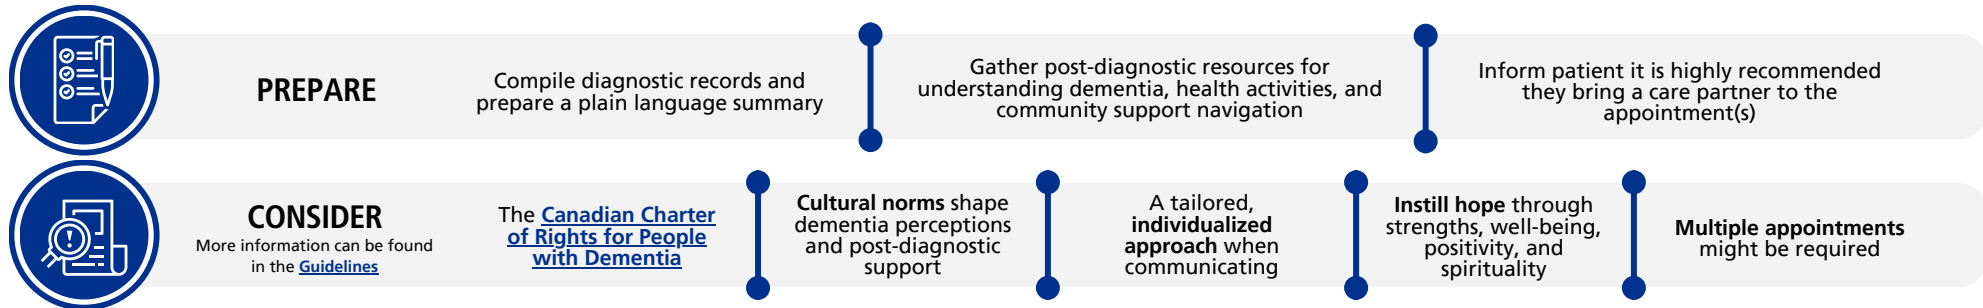 PREPARE
Compile diagnostic records and
prepare a plain language summary
Gather post-diagnostic resources for
understanding dementia, health activities, and
community support navigation
Inform patient it is highly recommended
they bring a care partner to the
appointment(s)
CONSIDER
More information can be found
in the Guidelines
The Canadian Charter
of Rights for People
with Dementia
Cultural norms shape
dementia perceptions
and post-diagnostic
support
A tailored,
individualized
approach when
communicating
Instill hope through
strengths, well-being,
positivity, and
spirituality
Multiple appointments
might be required